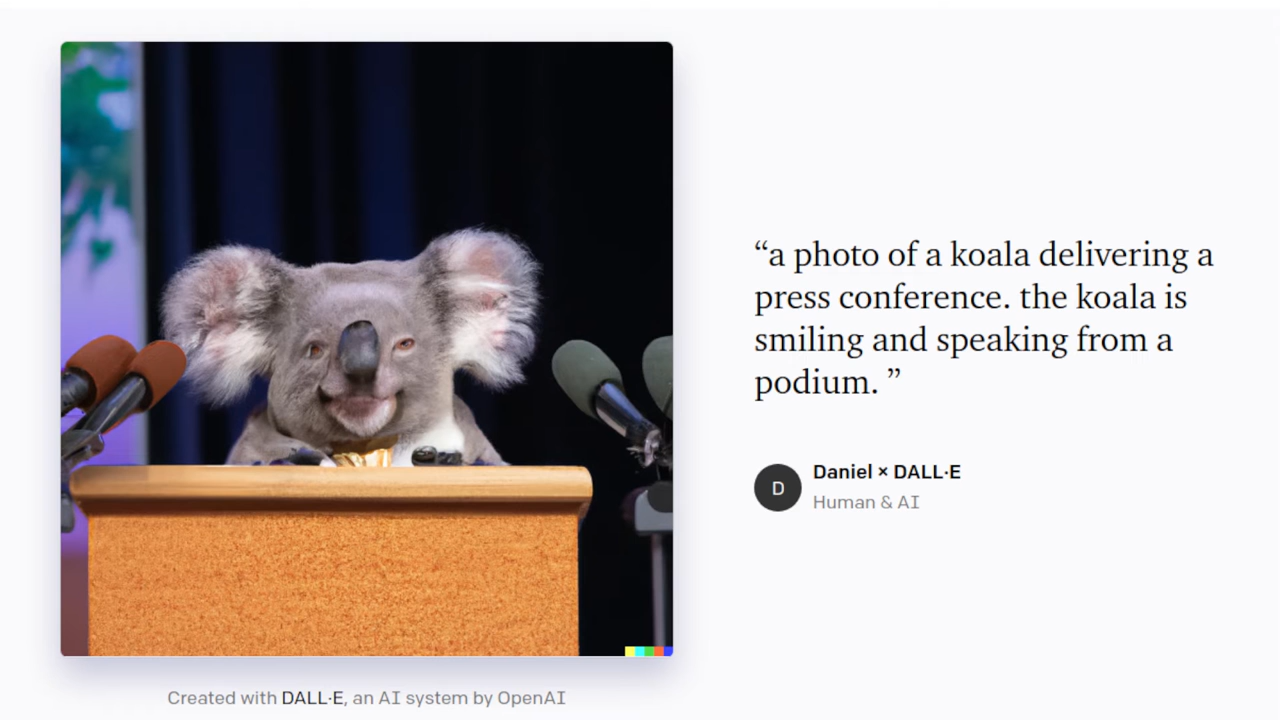 “a photo of a koala delivering a
press conference. the koala is
smiling and speaking from a
podium. ”
D
Daniel × DALL·E
Human & AI
Created with DALL·E, an AI system by OpenAI